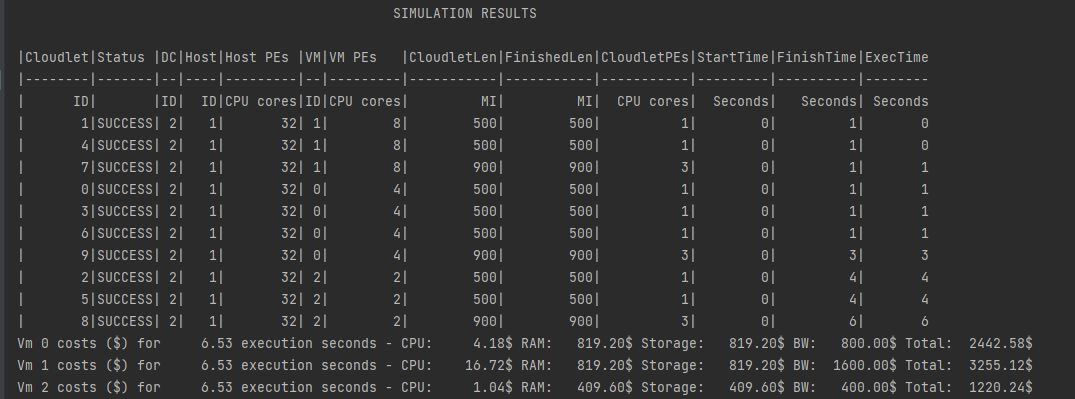 SIMULATION RESULTS
|Cloudlet|Status |DC|Host|Host PEs |VM|VM PEs   |CloudletLen|FinishedLen|CloudletPEs|StartTime|FinishTime|ExecTime
|--------|-------|--|----|---------|--|---------|-----------|-----------|-----------|---------|----------|--------
|      ID|       |ID|  ID|CPU cores|ID|CPU cores|         MI|         MI|  CPU cores|  Seconds|   Seconds| Seconds
|       1|SUCCESS| 2|   1|       32| 1|        8|        500|        500|          1|        0|         1|       0
|       4|SUCCESS| 2|   1|       32| 1|        8|        500|        500|          1|        0|         1|       0
|       7|SUCCESS| 2|   1|       32| 1|        8|        900|        900|          3|        0|         1|       1
|       0|SUCCESS| 2|   1|       32| 0|        4|        500|        500|          1|        0|         1|       1
|       3|SUCCESS| 2|   1|       32| 0|        4|        500|        500|          1|        0|         1|       1
|       6|SUCCESS| 2|   1|       32| 0|        4|        500|        500|          1|        0|         1|       1
|       9|SUCCESS| 2|   1|       32| 0|        4|        900|        900|          3|        0|         3|       3
|       2|SUCCESS| 2|   1|       32| 2|        2|        500|        500|          1|        0|         4|       4
|       5|SUCCESS| 2|   1|       32| 2|        2|        500|        500|          1|        0|         4|       4
|       8|SUCCESS| 2|   1|       32| 2|        2|        900|        900|          3|        0|         6|       6
Vm 0 costs ($) for     6.53 execution seconds - CPU:     4.18$ RAM:   819.20$ Storage:   819.20$ BW:   800.00$ Total:  2442.58$
Vm 1 costs ($) for     6.53 execution seconds - CPU:    16.72$ RAM:   819.20$ Storage:   819.20$ BW:  1600.00$ Total:  3255.12$
Vm 2 costs ($) for     6.53 execution seconds - CPU:     1.04$ RAM:   409.60$ Storage:   409.60$ BW:   400.00$ Total:  1220.24$